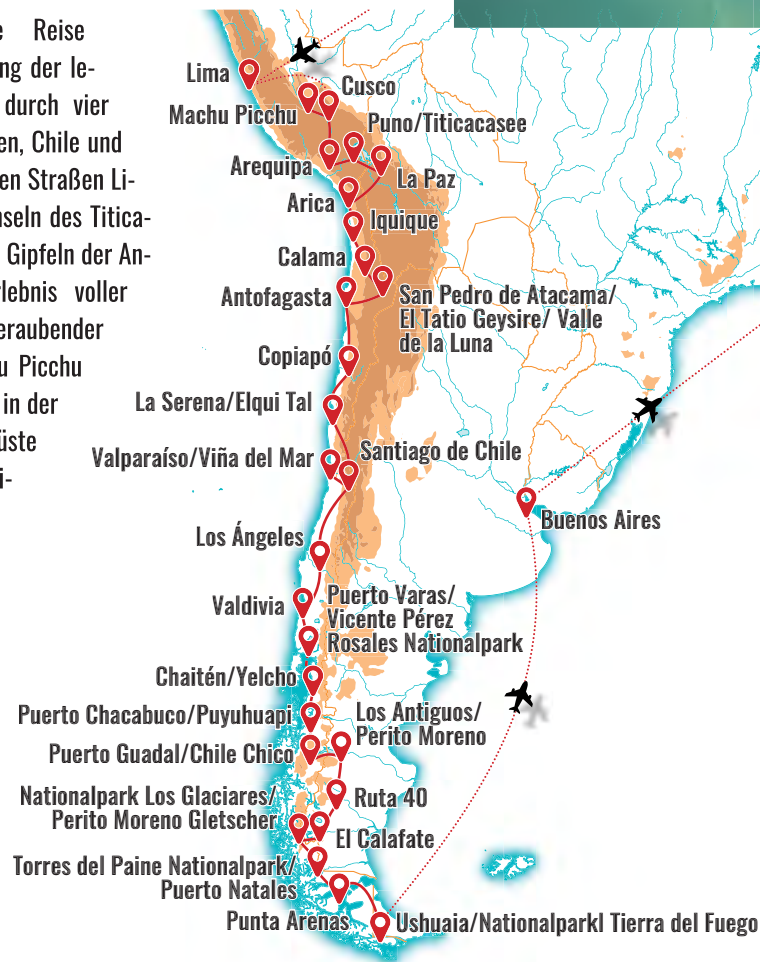 Reise
ng der le-
durch vier
en, Chile und
en Straßen Li-
nseln des Titica-
Gipfeln der An-
rlebnis voller
eraubender
u Picchu
in der
üste
i-
Lima
Cusco
Machu Picchu
Puno/Titicacasee
Arequipa
La Paz
Arica
Iquique
Calama
Antofagasta
San Pedro de Atacama/
El Tatio Geysire/ Valle
de la Luna
Copiapó
La Serena/Elqui Tal
Valparaíso/Viña del Mar
Santiago de Chile
Buenos Aires
Los Ángeles
Valdivia
Puerto Varas/
Vicente Pérez
Rosales Nationalpark
Chaitén/Yelcho
Puerto Chacabuco/Puyuhuapi
Los Antiguos/
Perito Moreno
Puerto Guadal/Chile Chico
Nationalpark Los Glaciares/
Perito Moreno Gletscher
Ruta 40
El Calafate
Torres del Paine Nationalpark/
Puerto Natales
Punta Arenas
Ushuaia/Nationalparkl Tierra del Fuego